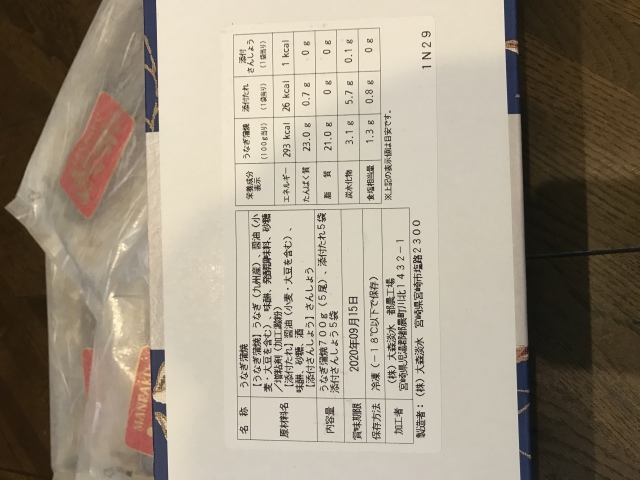 名 称 うなぎ蒲焼
原材料名 【うなぎ蒲焼】うなぎ(九州産)、醤油(小
麦・大豆を含む)、味醂、発酵調味料、砂糖
/増粘剤(加工澱粉)
【添付たれ】醤油(小麦・大豆を含む)、
味醂、砂糖、酒
【添付さんしょう】さんしょう
内容量 うなぎ蒲焼700g(5尾)、添付たれ5袋
添付さんしょう5袋
賞味期限 2020年09月15日
保存方法 冷凍(-18℃以下で保存)
加工者 (株)大森淡水 都農工場
宮崎県児湯郡都農町川北1432-1
製造者:(株)大森淡水 宮崎県宮崎市塩路2300
栄養成分表示 うなぎ蒲焼(100g当り) 添付たれ(1袋当り) 添付さんしょう(1袋当り)
エネルギー 293 kcal 26 kcal 1 kcal
たんぱく質 23.0 g 0.7 g 0 g
脂 質 21.0 g 0 g 0 g
炭水化物 3.1 g 5.7 g 0.1 g
食塩相当量 1.3 g 0.8 g 0 g
※上記の表示値は目安です。
1N29